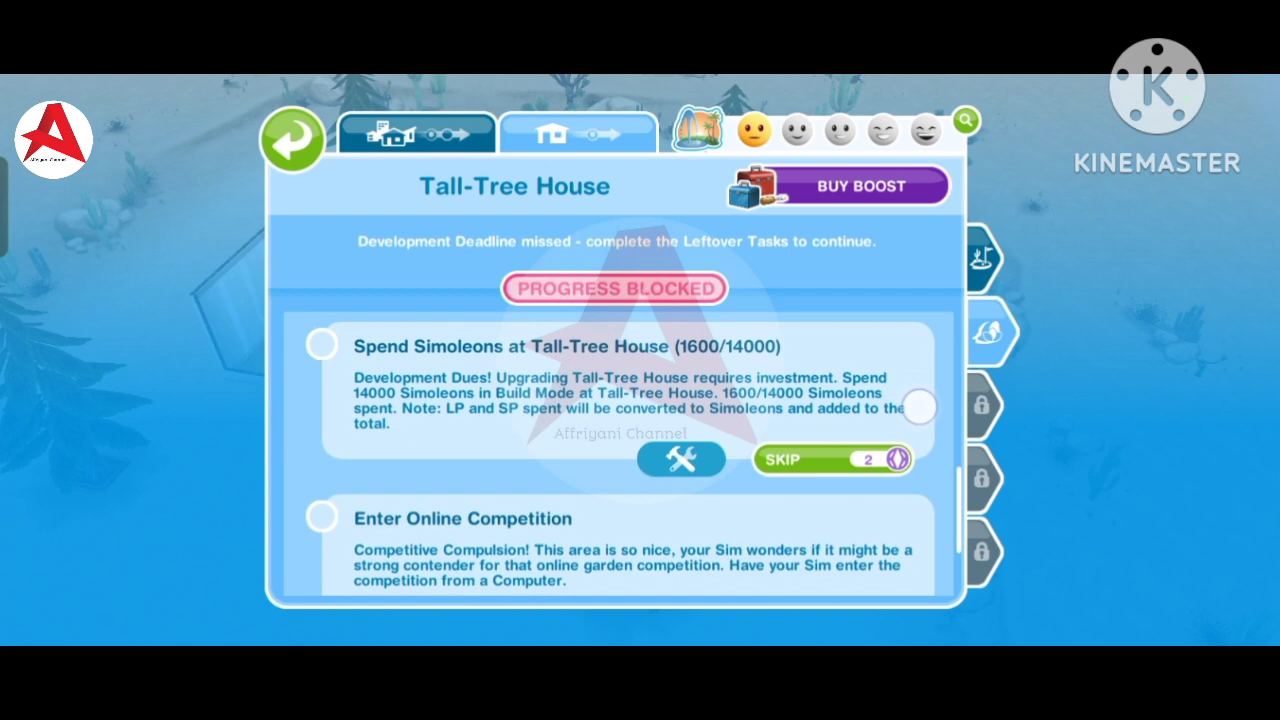 Affriyani Channel
K
KINEMASTER
Tall-Tree House
BUY BOOST
Development Deadline missed - complete the Leftover Tasks to continue.
PROGRESS BLOCKED
Spend Simoleons at Tall-Tree House (1600/14000)
Development Dues! Upgrading Tall-Tree House requires investment. Spend
14000 Simoleons in Build Mode at Tall-Tree House. 1600/14000 Simoleons
spent. Note: LP and SP spent will be converted to Simoleons and added to the
total.
Affriyani Channel
SKIP 2
Enter Online Competition
Competitive Compulsion! This area is so nice, your Sim wonders if it might be a
strong contender for that online garden competition. Have your Sim enter the
competition from a Computer.